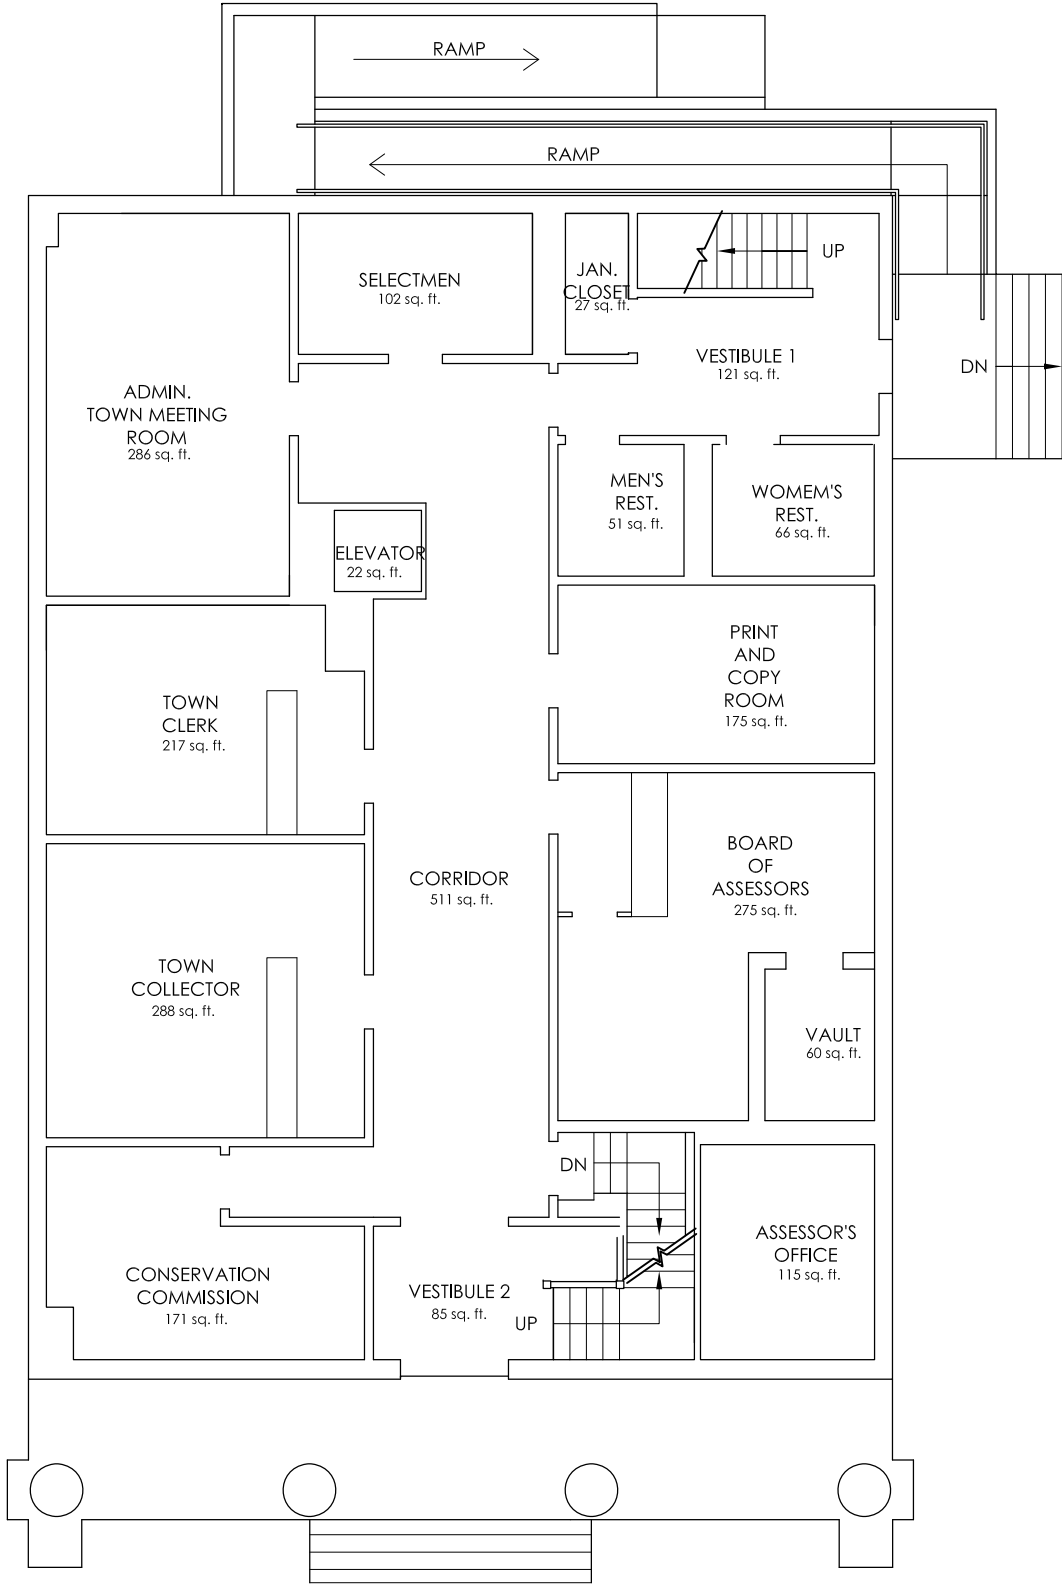 RAMP
RAMP
SELECTMEN
102 sq. ft.
JAN.
CLOSET
27 sq. ft.
UP
VESTIBULE 1
121 sq. ft.
DN
ADMIN.
TOWN MEETING
ROOM
286 sq. ft.
MEN'S
REST.
51 sq. ft.
WOMEM'S
REST.
66 sq. ft.
ELEVATOR
22 sq. ft.
PRINT
AND
COPY
ROOM
175 sq. ft.
TOWN
CLERK
217 sq. ft.
CORRIDOR
511 sq. ft.
BOARD
OF
ASSESSORS
275 sq. ft.
TOWN
COLLECTOR
288 sq. ft.
VAULT
60 sq. ft.
DN
ASSESSOR'S
OFFICE
115 sq. ft.
CONSERVATION
COMMISSION
171 sq. ft.
VESTIBULE 2
85 sq. ft.
UP